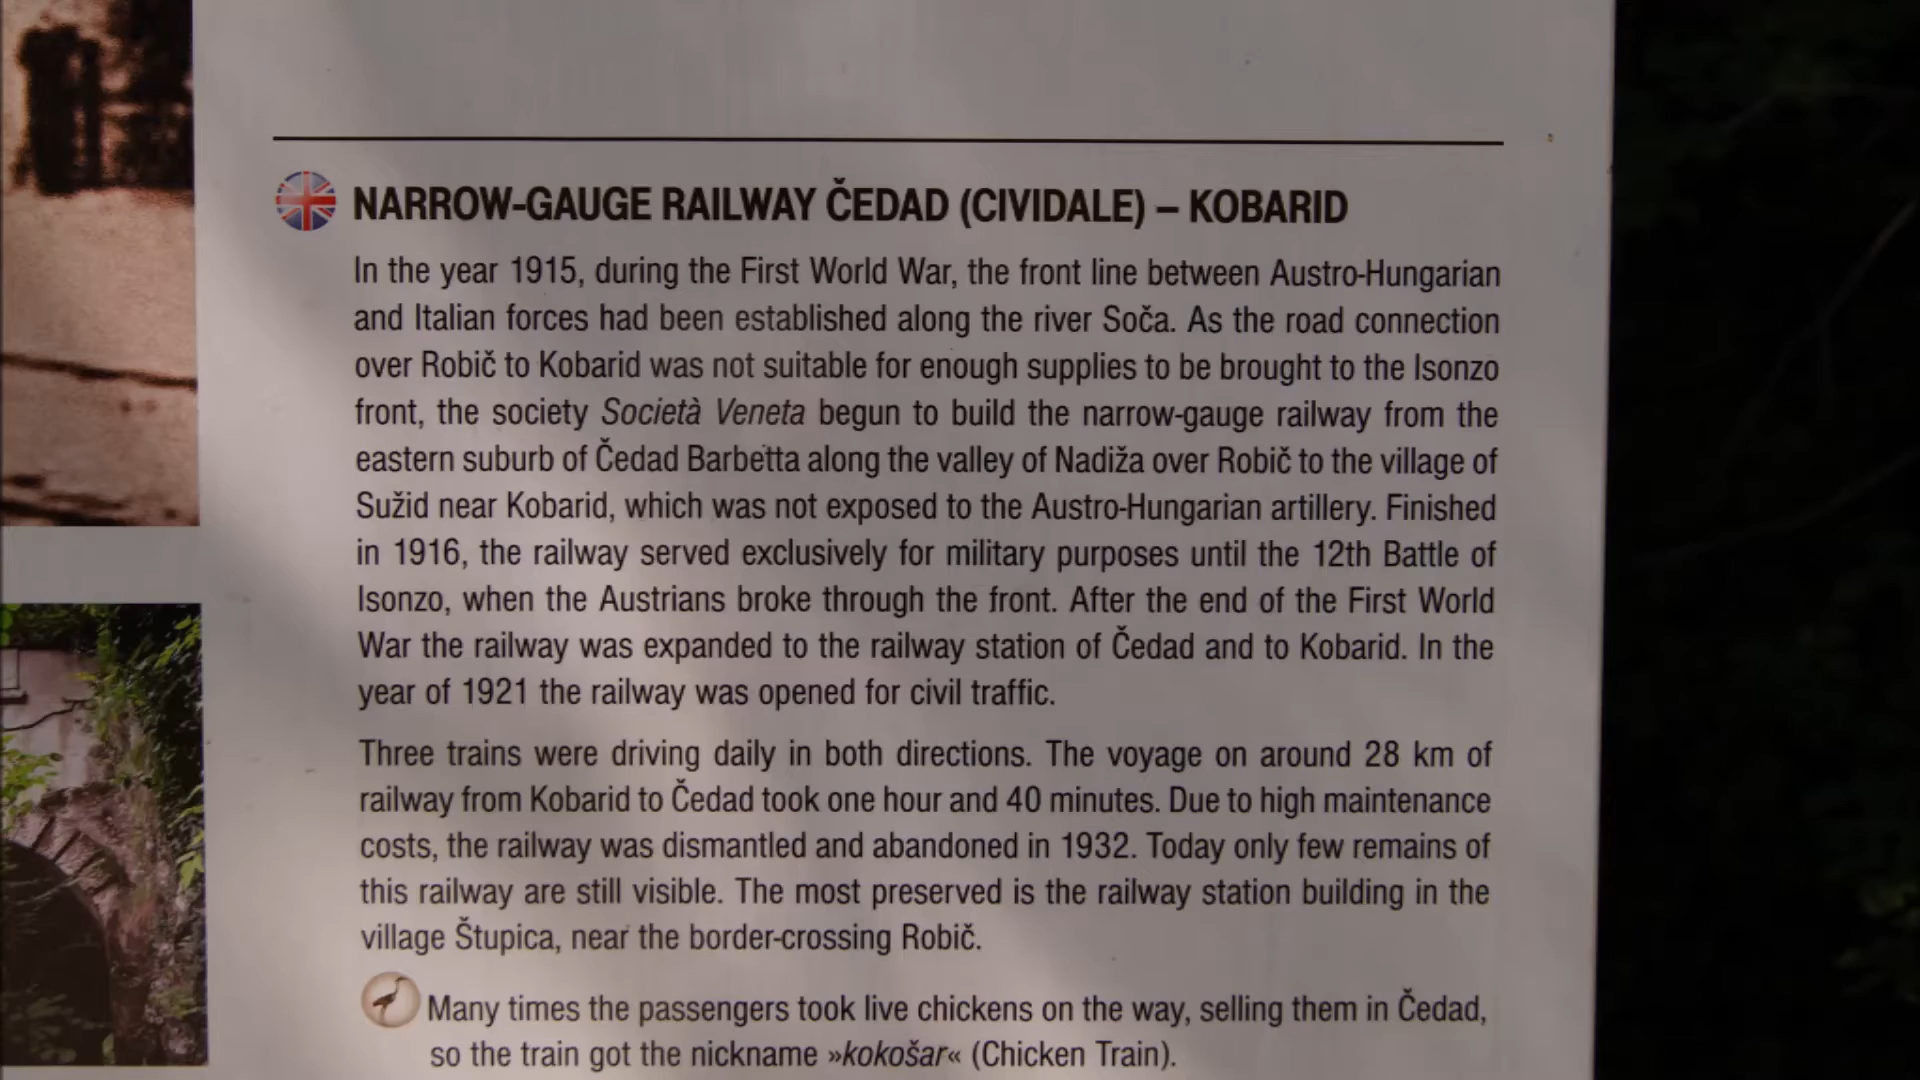 NARROW-GAUGE RAILWAY ČEDAD (CIVIDALE) – KOBARID
In the year 1915, during the First World War, the front line between Austro-Hungarian
and Italian forces had been established along the river Soča. As the road connection
over Robič to Kobarid was not suitable for enough supplies to be brought to the Isonzo
front, the society Società Veneta begun to build the narrow-gauge railway from the
eastern suburb of Čedad Barbetta along the valley of Nadiža over Robič to the village of
Sužid near Kobarid, which was not exposed to the Austro-Hungarian artillery. Finished
in 1916, the railway served exclusively for military purposes until the 12th Battle of
Isonzo, when the Austrians broke through the front. After the end of the First World
War the railway was expanded to the railway station of Čedad and to Kobarid. In the
year of 1921 the railway was opened for civil traffic.
Three trains were driving daily in both directions. The voyage on around 28 km of
railway from Kobarid to Čedad took one hour and 40 minutes. Due to high maintenance
costs, the railway was dismantled and abandoned in 1932. Today only few remains of
this railway are still visible. The most preserved is the railway station building in the
village Štupica, near the border-crossing Robič.
Many times the passengers took live chickens on the way, selling them in Čedad,
so the train got the nickname »kokošar« (Chicken Train).